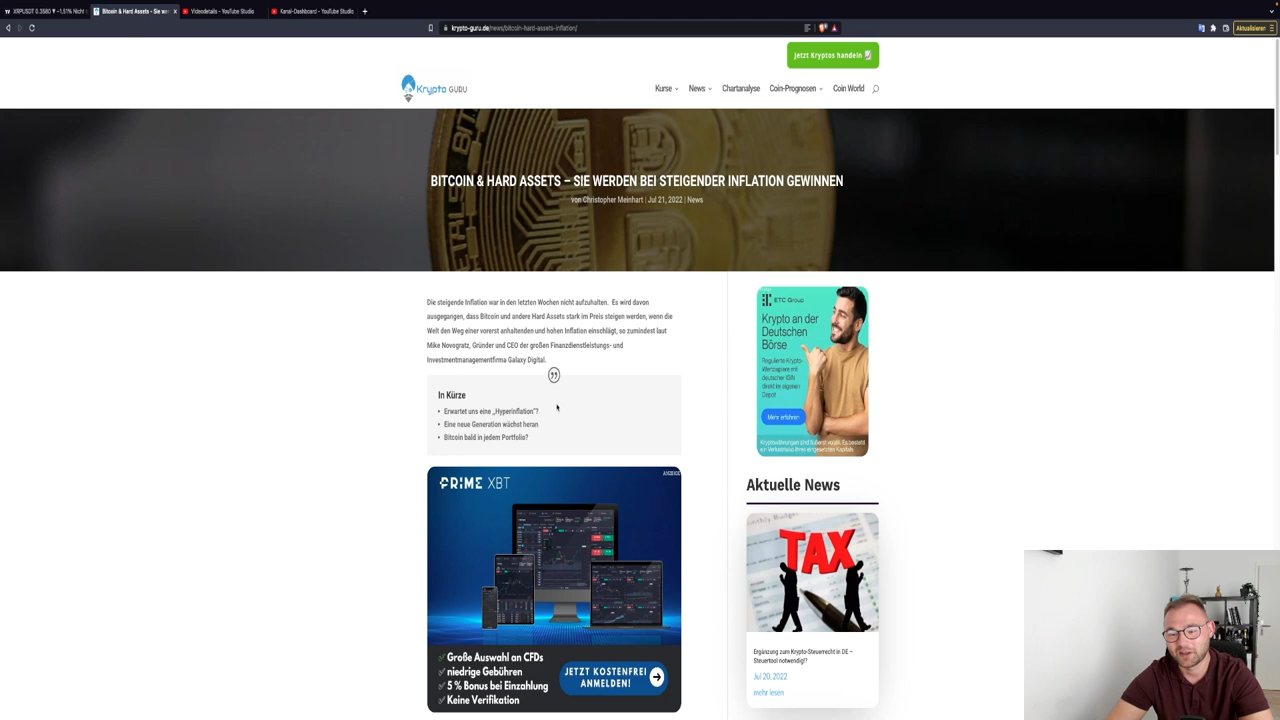 XRPUSDT 0.3580 ▼ −1.51% Nicht
Bitcoin & Hard Assets – Sie wer
Videodetails - YouTube Studio
Kanal-Dashboard - YouTube Studio
krypto-guru.de/news/bitcoin-hard-assets-inflation/
Aktualisieren
Jetzt Kryptos handeln
Krypto GURU
Kurse
News
Chartanalyse
Coin-Prognosen
Coin World
BITCOIN & HARD ASSETS – SIE WERDEN BEI STEIGENDER INFLATION GEWINNEN
von Christopher Meinhart | Jul 21, 2022 | News
Die steigende Inflation war in den letzten Wochen nicht aufzuhalten. Es wird davon
ausgegangen, dass Bitcoin und andere Hard Assets stark im Preis steigen werden, wenn die
Welt den Weg einer vorerst anhaltenden und hohen Inflation einschlägt, so zumindest laut
Mike Novogratz, Gründer und CEO der großen Finanzdienstleistungs- und
Investmentmanagementfirma Galaxy Digital.
In Kürze
• Erwartet uns eine „Hyperinflation"?
• Eine neue Generation wächst heran
• Bitcoin bald in jedem Portfolio?
PRIME XBT
ANZEIGE
Große Auswahl an CFDs
niedrige Gebühren
5 % Bonus bei Einzahlung
Keine Verifikation
JETZT KOSTENFREI
ANMELDEN!
ETC Group
Krypto an der
Deutschen
Börse
Regulierte Krypto-
Wertpapiere mit
deutscher ISIN
direkt im eigenen
Depot
Mehr erfahren
Kryptowährungen sind äußerst volatil. Es besteht
ein Verlustrisiko Ihres eingesetzten Kapitals.
Aktuelle News
TAX
Ergänzung zum Krypto-Steuerrecht in DE –
Steuertool notwendig!?
Jul 20, 2022
mehr lesen